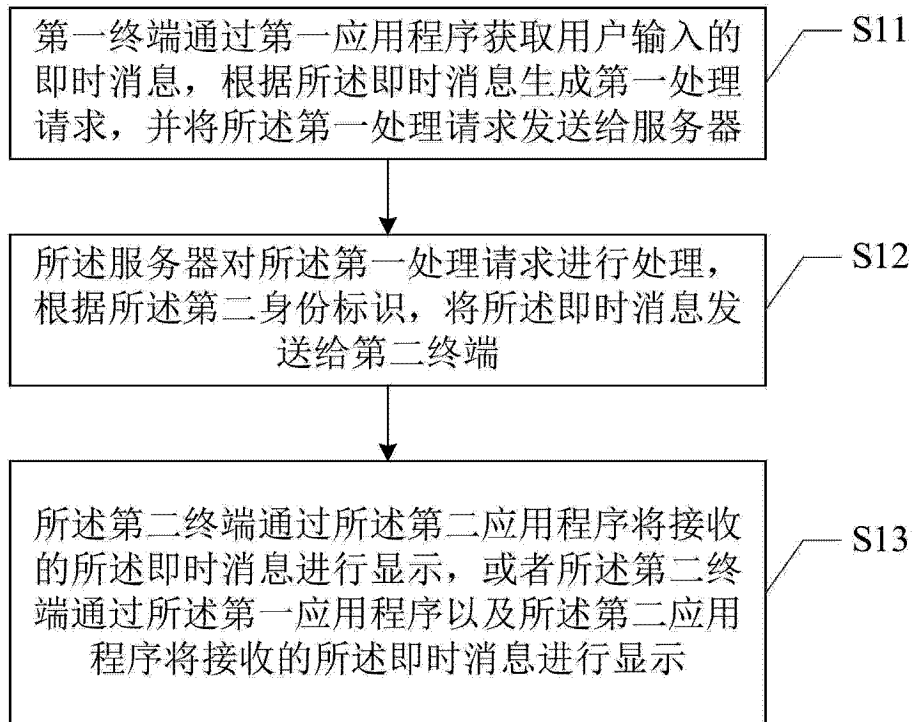 第一终端通过第一应用程序获取用户输入的
即时消息，根据所述即时消息生成第一处理
请求，并将所述第一处理请求发送给服务器
S11
所述服务器对所述第一处理请求进行处理，
根据所述第二身份标识，将所述即时消息发
送给第二终端
S12
所述第二终端通过所述第二应用程序将接收
的所述即时消息进行显示，或者所述第二终
端通过所述第一应用程序以及所述第二应用
程序将接收的所述即时消息进行显示
S13